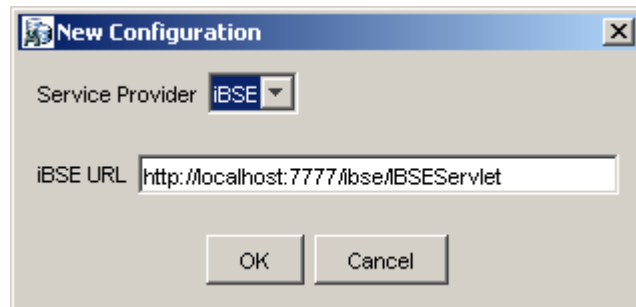 New Configuration
Service Provider iBSE
iBSE URL http://localhost:7777/ibse/IBSEServlet
OK Cancel